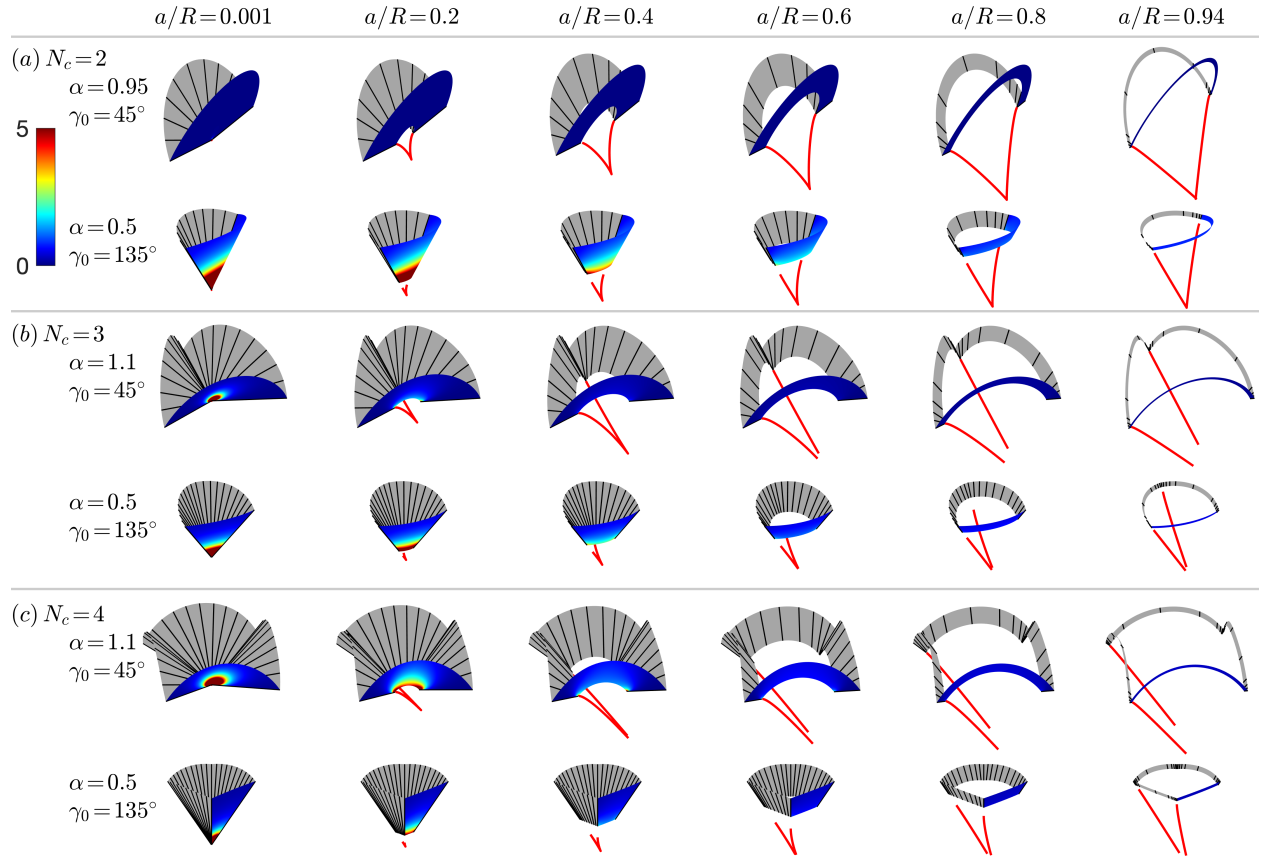 a/R=0.001 a/R=0.2 a/R=0.4 a/R=0.6 a/R=0.8 a/R=0.94
(a) N_c=2
α=0.95
γ_0=45°
5
0
α=0.5
γ_0=135°
(b) N_c=3
α=1.1
γ_0=45°
α=0.5
γ_0=135°
(c) N_c=4
α=1.1
γ_0=45°
α=0.5
γ_0=135°